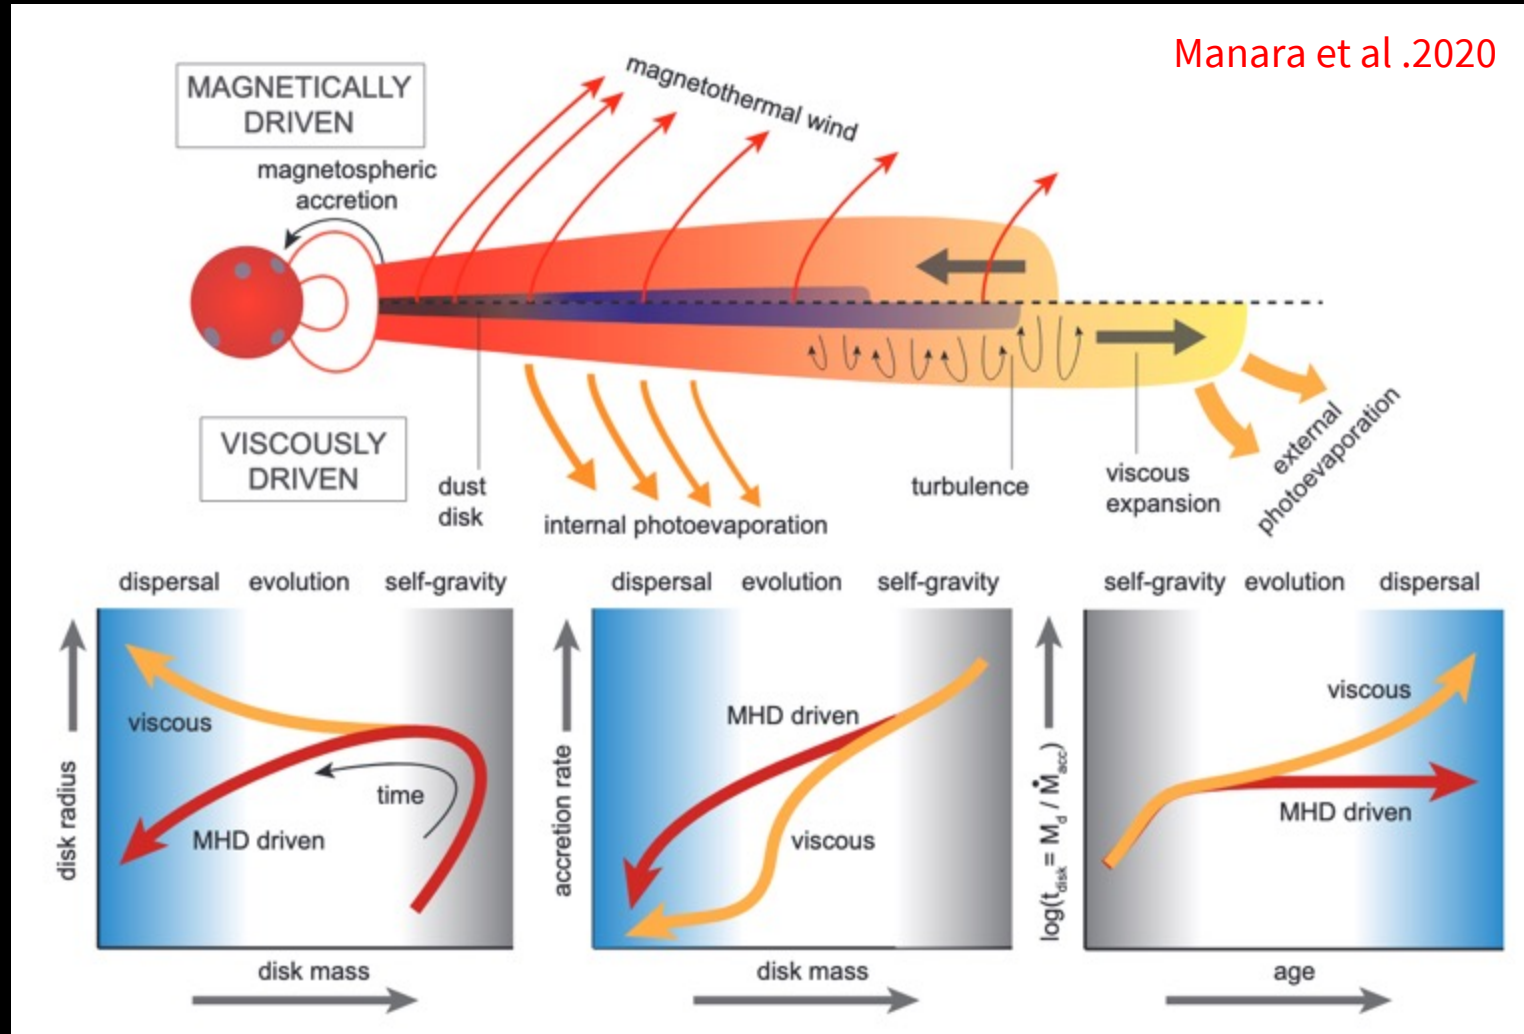 Manara et al .2020
MAGNETICALLY
DRIVEN
magnetothermal wind
magnetospheric
accretion
VISCOUSLY
DRIVEN
dust
disk
internal photoevaporation
turbulence
viscous
expansion
external
photoevaporation
dispersal evolution self-gravity
disk radius
viscous
time
MHD driven
disk mass
dispersal evolution self-gravity
accretion rate
MHD driven
viscous
disk mass
self-gravity evolution dispersal
log(t_disk = M_d / Ṁ_acc)
viscous
MHD driven
age